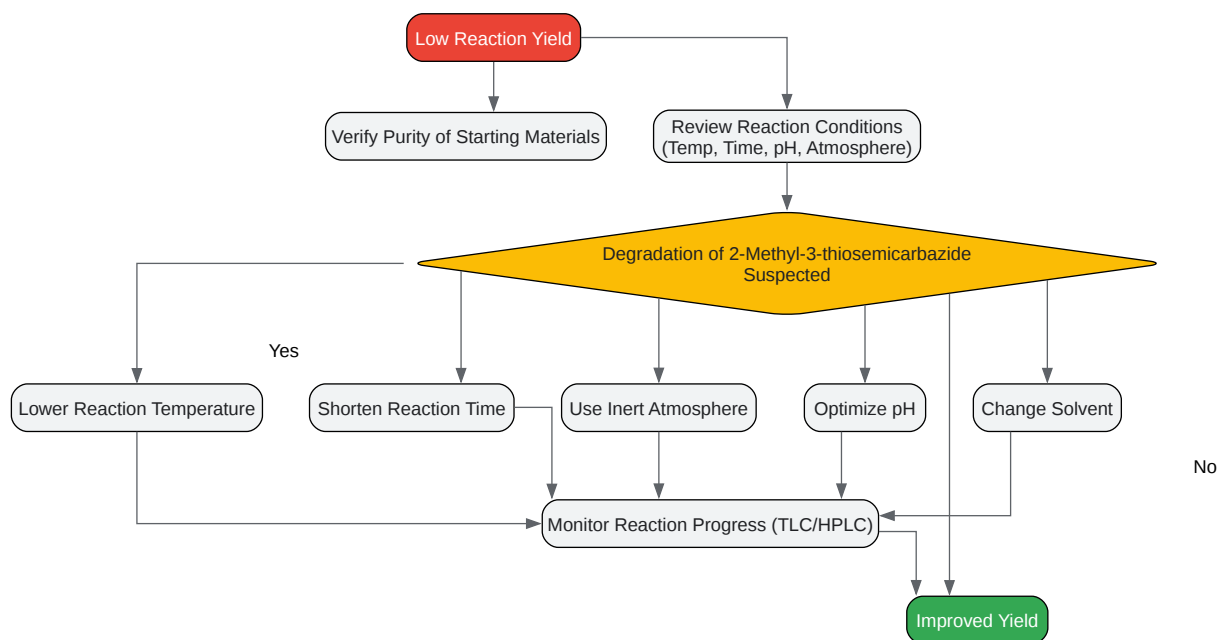 Low Reaction Yield
Verify Purity of Starting Materials
Review Reaction Conditions
(Temp, Time, pH, Atmosphere)
Degradation of 2-Methyl-3-thiosemicarbazide
Suspected
Yes
Lower Reaction Temperature
Shorten Reaction Time
Use Inert Atmosphere
Optimize pH
Change Solvent
No
Monitor Reaction Progress (TLC/HPLC)
Improved Yield